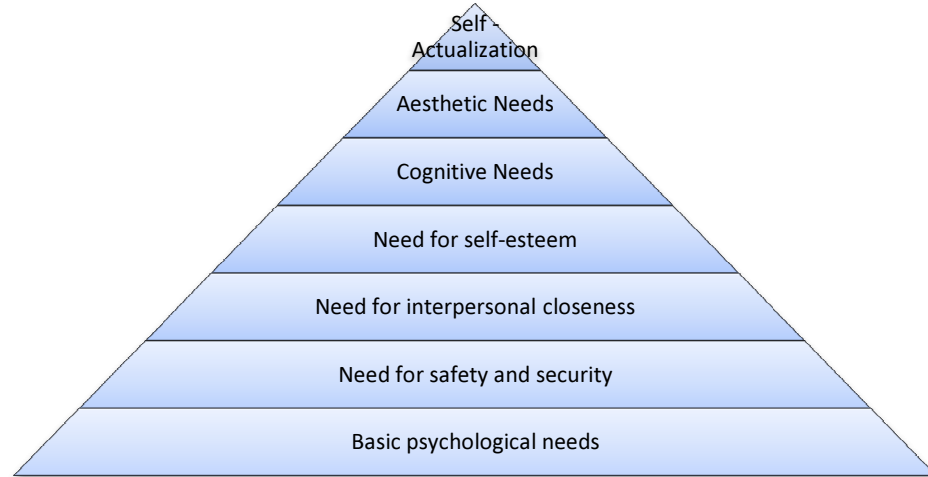 Self -
Actualization
Aesthetic Needs
Cognitive Needs
Need for self-esteem
Need for interpersonal closeness
Need for safety and security
Basic psychological needs